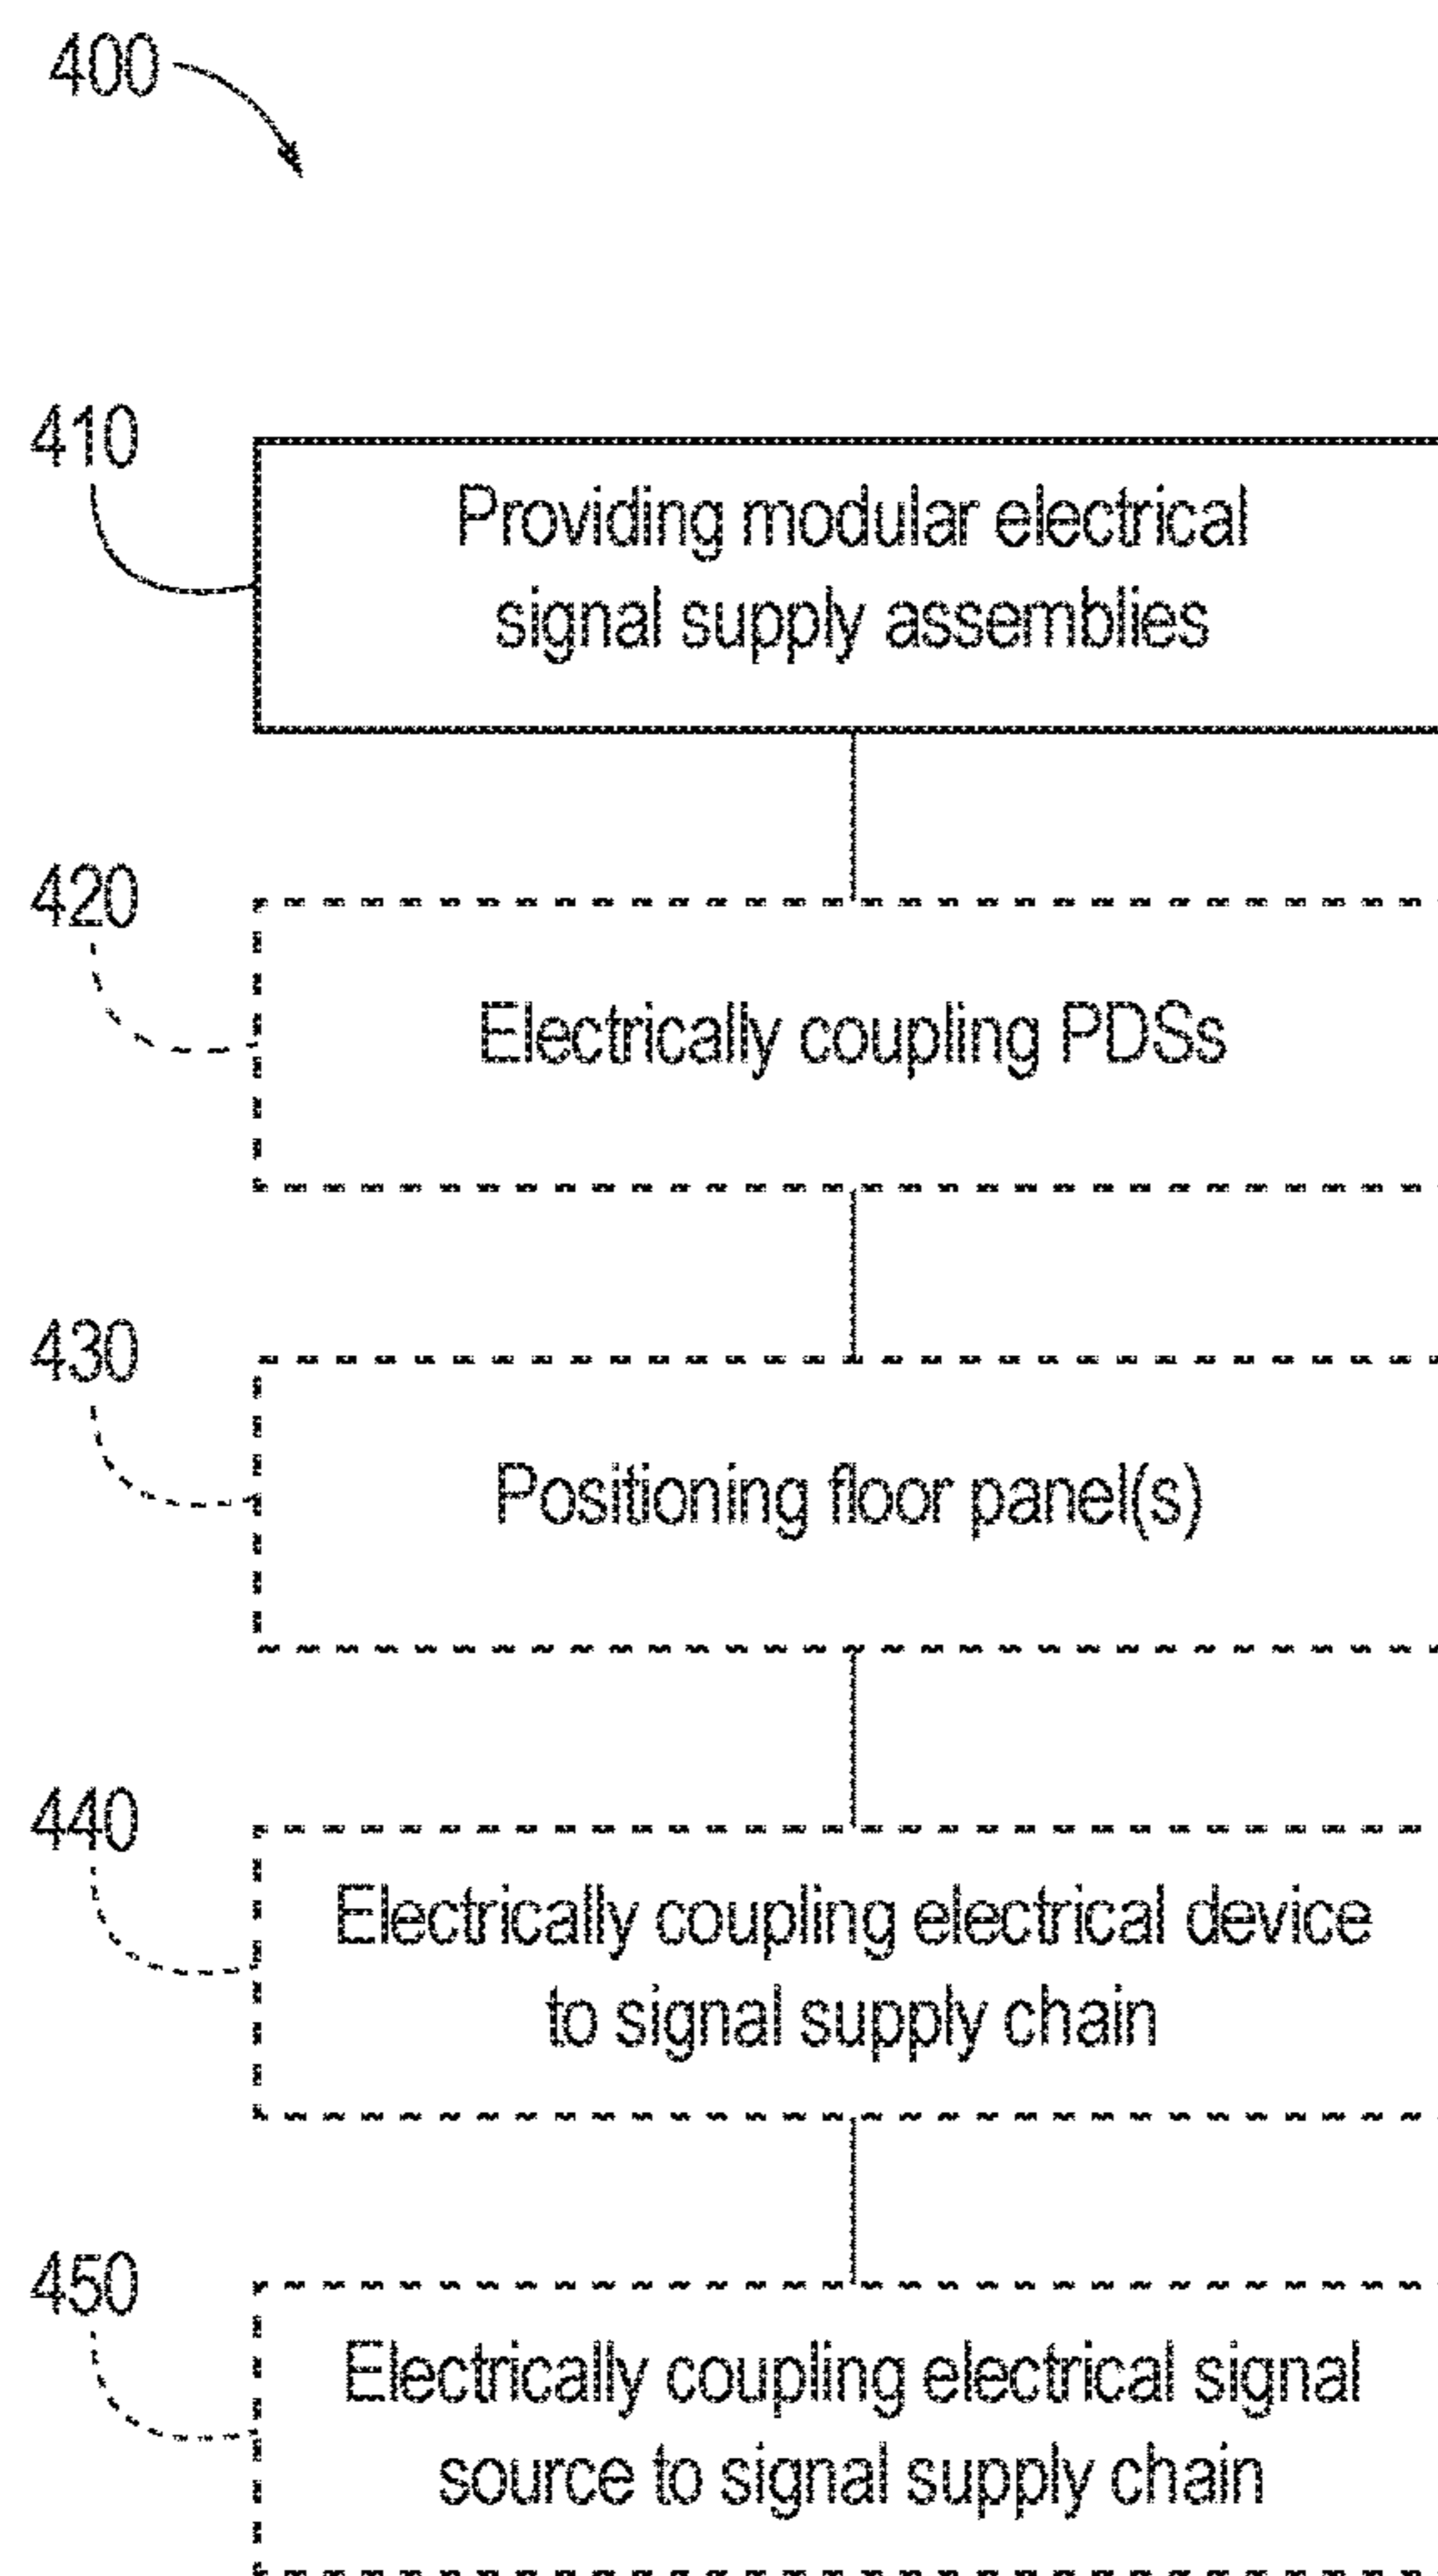 400
410
Providing modular electrical
signal supply assemblies
420
Electrically coupling PDSs
430
Positioning floor panel(s)
440
Electrically coupling electrical device
to signal supply chain
450
Electrically coupling electrical signal
source to signal supply chain